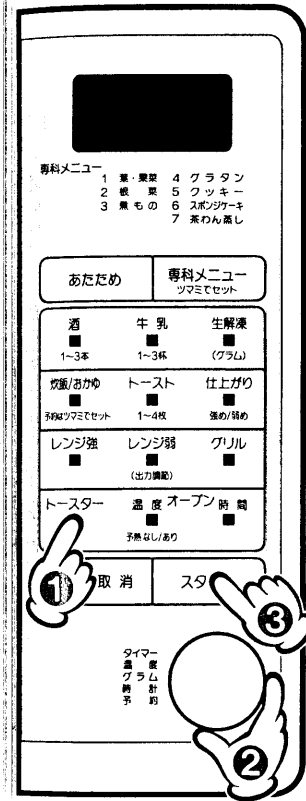 専科メニュー
1 葉・果菜 4 グラタン
2 根菜 5 クッキー
3 煮もの 6 スポンジケーキ
7 茶わん蒸し
あたため 専科メニュー
ツマミでセット
酒 牛乳 生解凍
1~3本 1~3杯 (グラム)
炊飯/おかゆ トースト 仕上がり
予約はツマミでセット 1~4枚 強め/弱め
レンジ強 レンジ弱 グリル
(出力調節)
トースター 温度 オーブン 時間
予熱なし/あり
取消 スタ
タイマー
温度
グラム
時計
予約
1
3
2